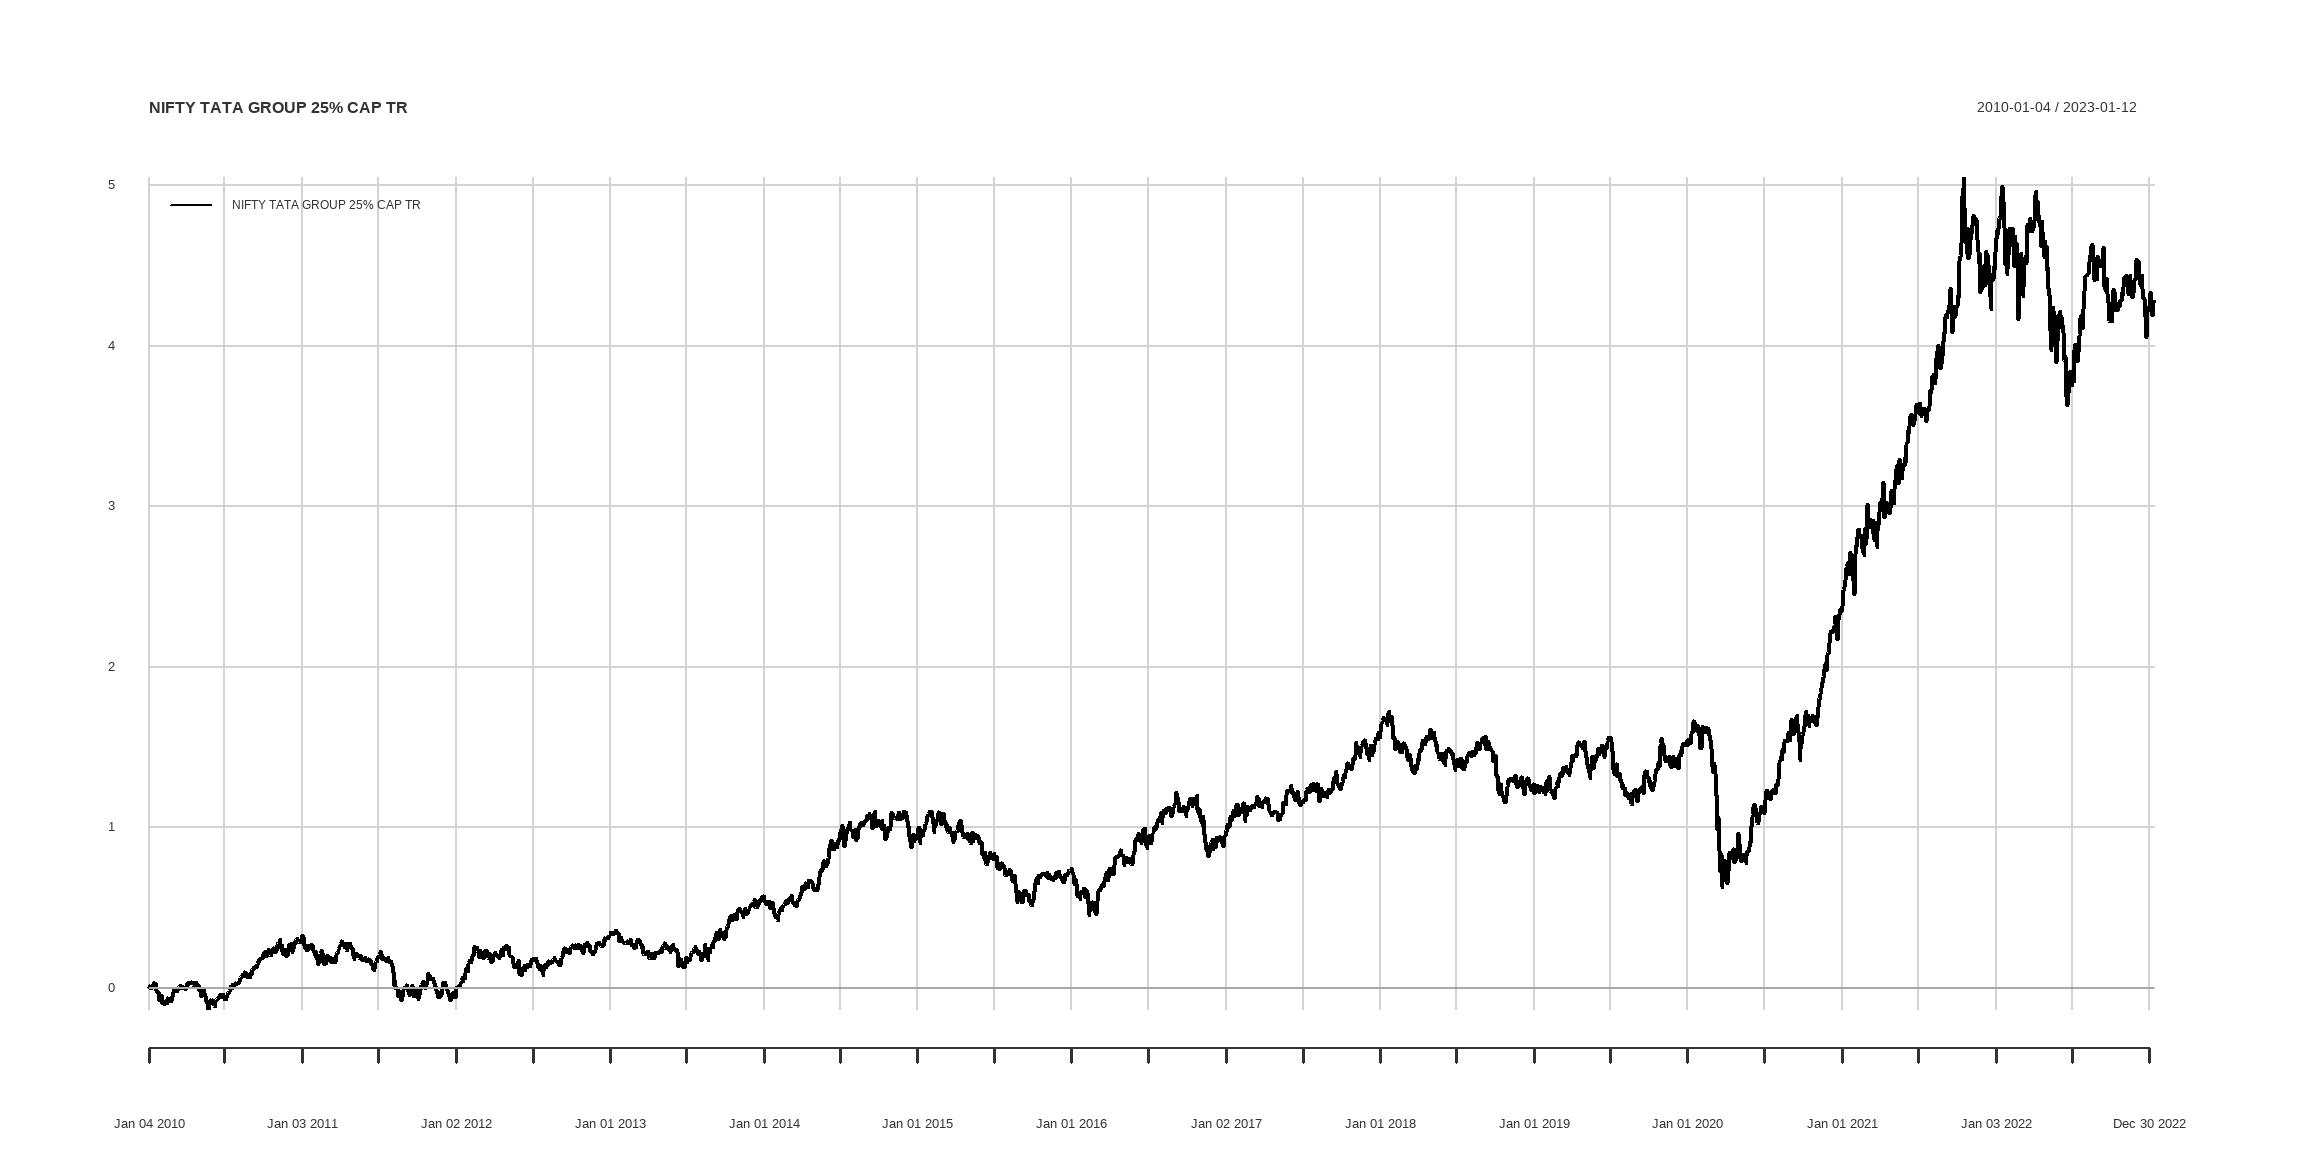 NIFTY TATA GROUP 25% CAP TR
2010-01-04 / 2023-01-12
NIFTY TATA GROUP 25% CAP TR
5
4
3
2
1
0
Jan 04 2010
Jan 03 2011
Jan 02 2012
Jan 01 2013
Jan 01 2014
Jan 01 2015
Jan 01 2016
Jan 02 2017
Jan 01 2018
Jan 01 2019
Jan 01 2020
Jan 01 2021
Jan 03 2022
Dec 30 2022